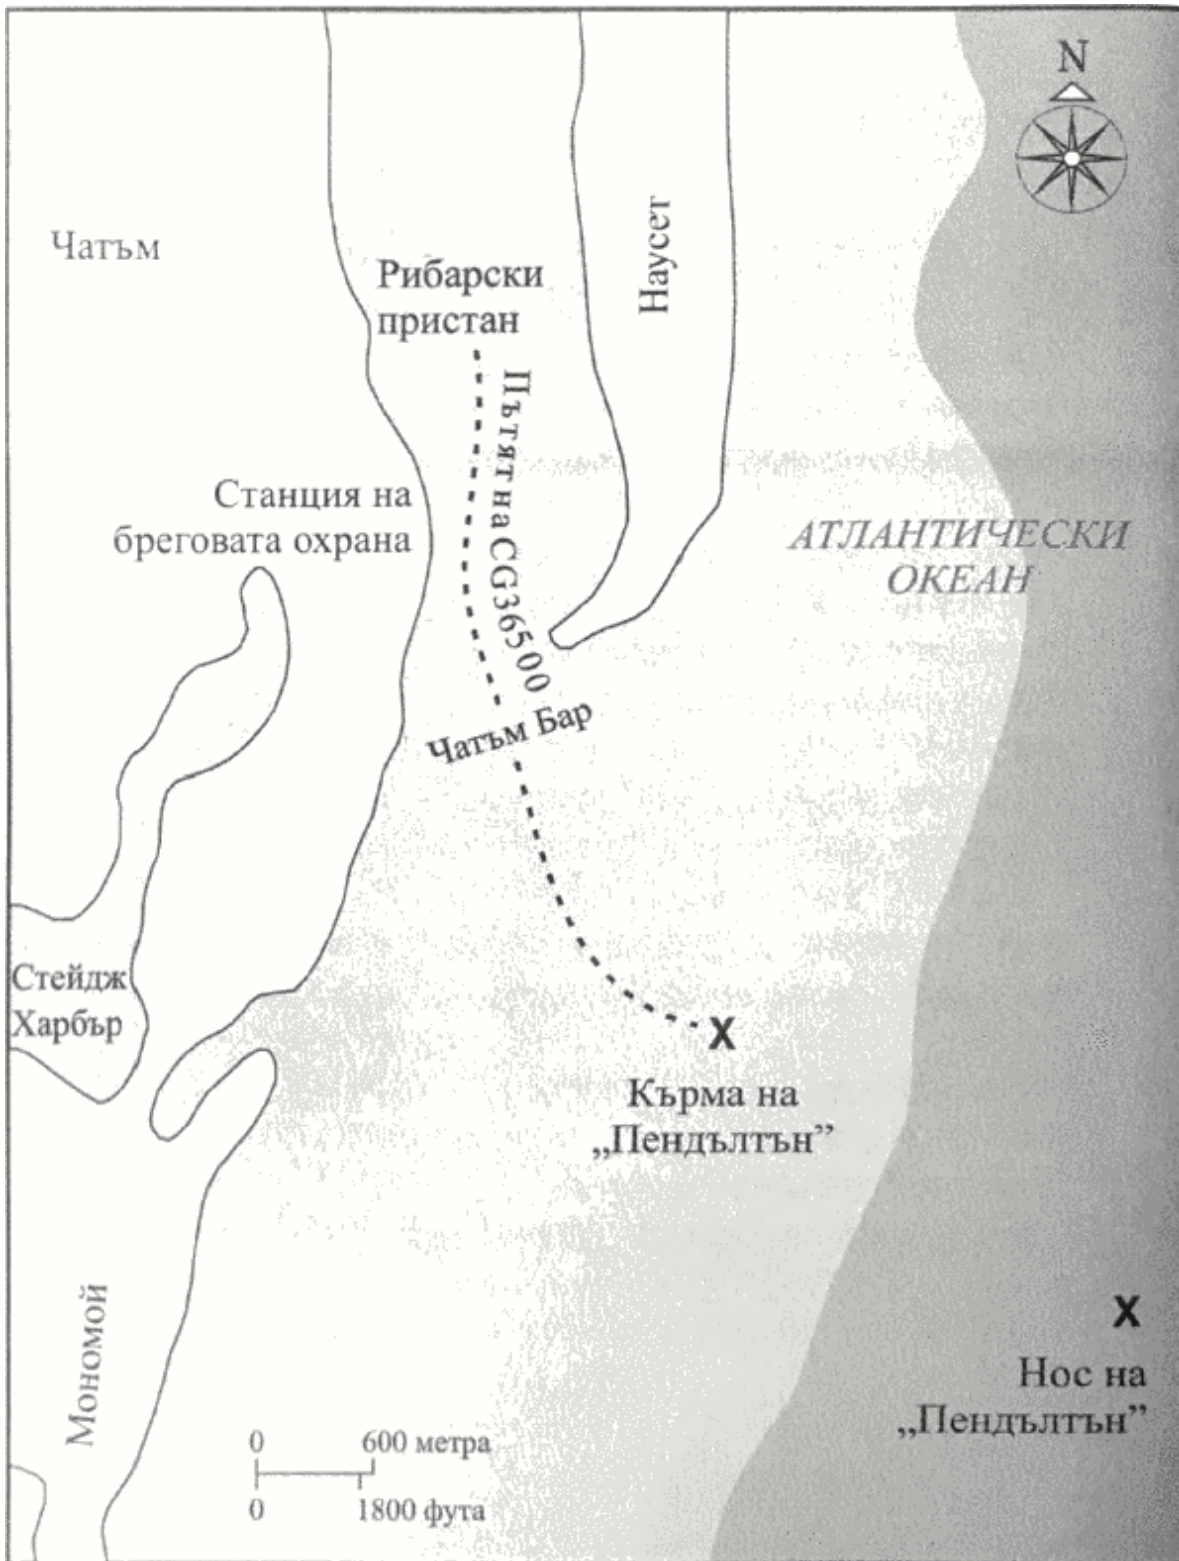 N
Чатъм
Наусет
Рибарски
пристан
Пътят на CG36500
Станция на
бреговата охрана
АТЛАНТИЧЕСКИ
ОКЕАН
Чатъм Бар
Стейдж
Харбър
X
Кърма на
„Пендълтън”
Мономой
X
Нос на
„Пендълтън”
0 600 метра
0 1800 фута